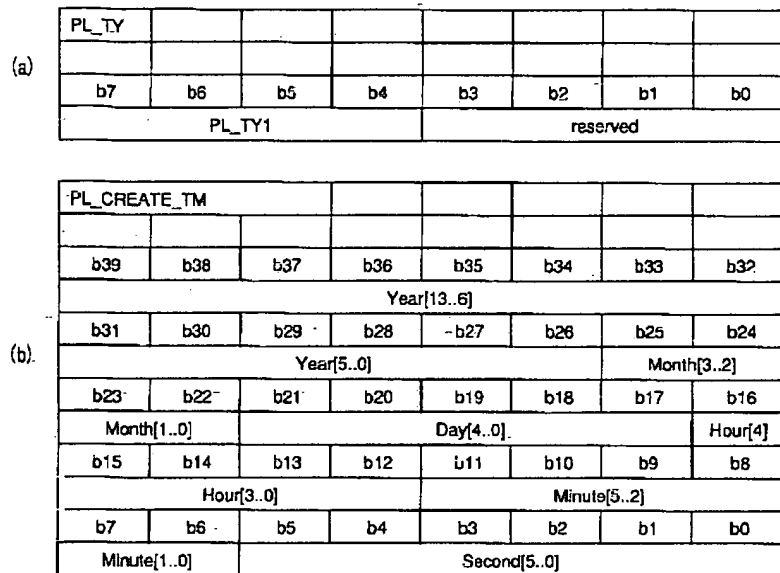 (a)
PL_TY
b7 b6 b5 b4 b3 b2 b1 b0
PL_TY1 reserved
(b)
PL_CREATE_TM
b39 b38 b37 b36 b35 b34 b33 b32
Year[13..6]
b31 b30 b29 b28 b27 b26 b25 b24
Year[5..0] Month[3..2]
b23 b22 b21 b20 b19 b18 b17 b16
Month[1..0] Day[4..0] Hour[4]
b15 b14 b13 b12 b11 b10 b9 b8
Hour[3..0] Minute[5..2]
b7 b6 b5 b4 b3 b2 b1 b0
Minute[1..0] Second[5..0]